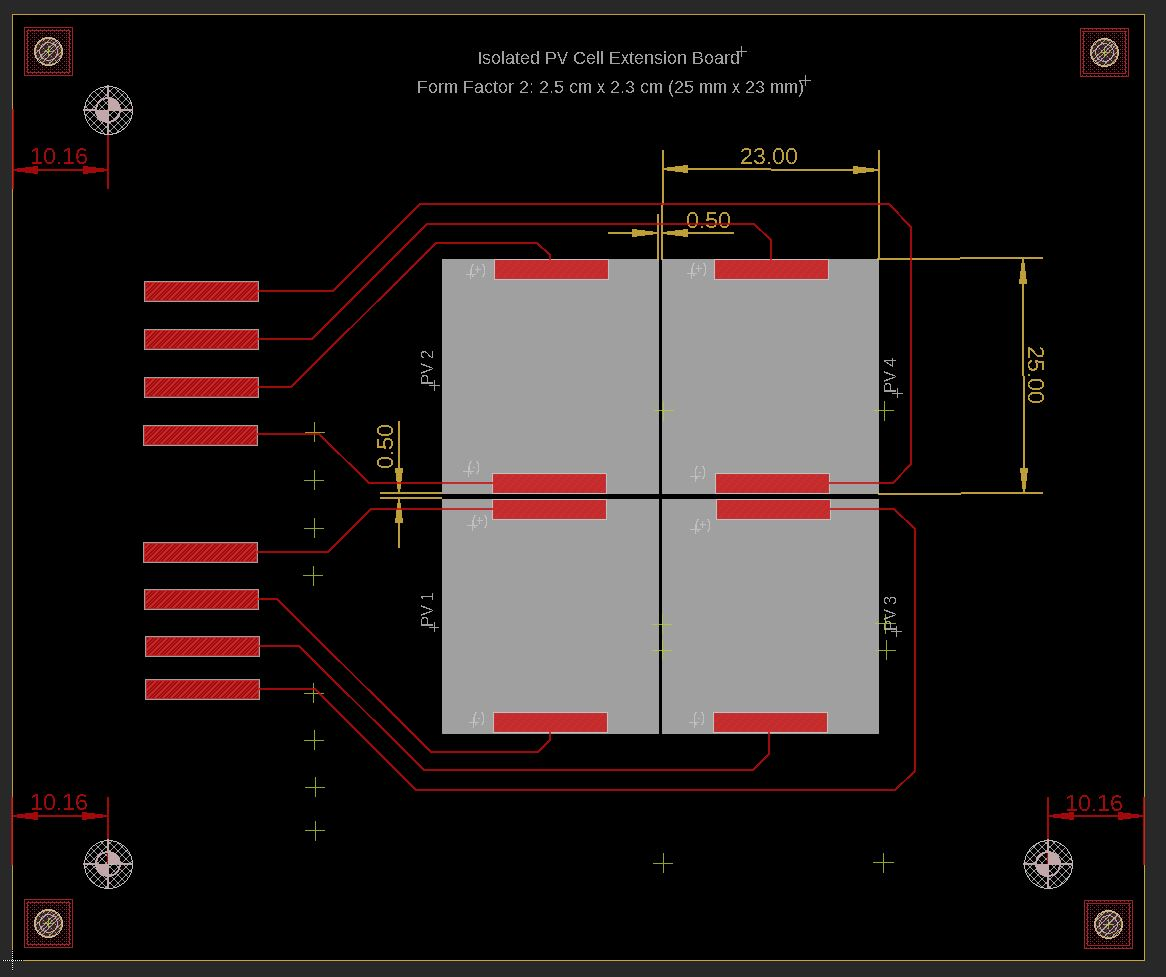 Isolated PV Cell Extension Board
Form Factor 2: 2.5 cm x 2.3 cm (25 mm x 23 mm)
10.16
23.00
0.50
(+)
(+)
PV 2
PV 4
25.00
0.50
(-)
(-)
(+)
(+)
PV 1
PV 3
(-)
(-)
10.16
10.16